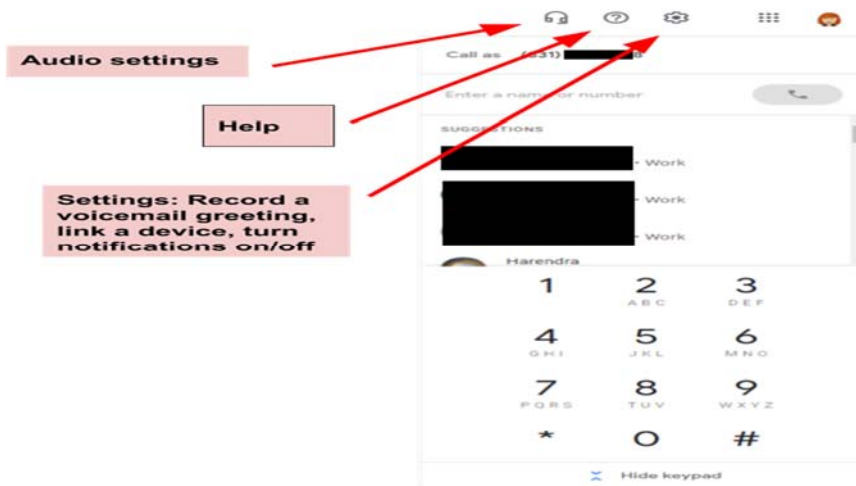 Audio settings
Call as (831) 8
Help
Enter a name or number
SUGGESTIONS
- Work
Settings: Record a
voicemail greeting,
link a device, turn
notifications on/off
- Work
- Work
Harendra
1 2 3
ABC DEF
4 5 6
GHI JKL MNO
7 8 9
PQRS TUV WXYZ
* 0 #
Hide keypad